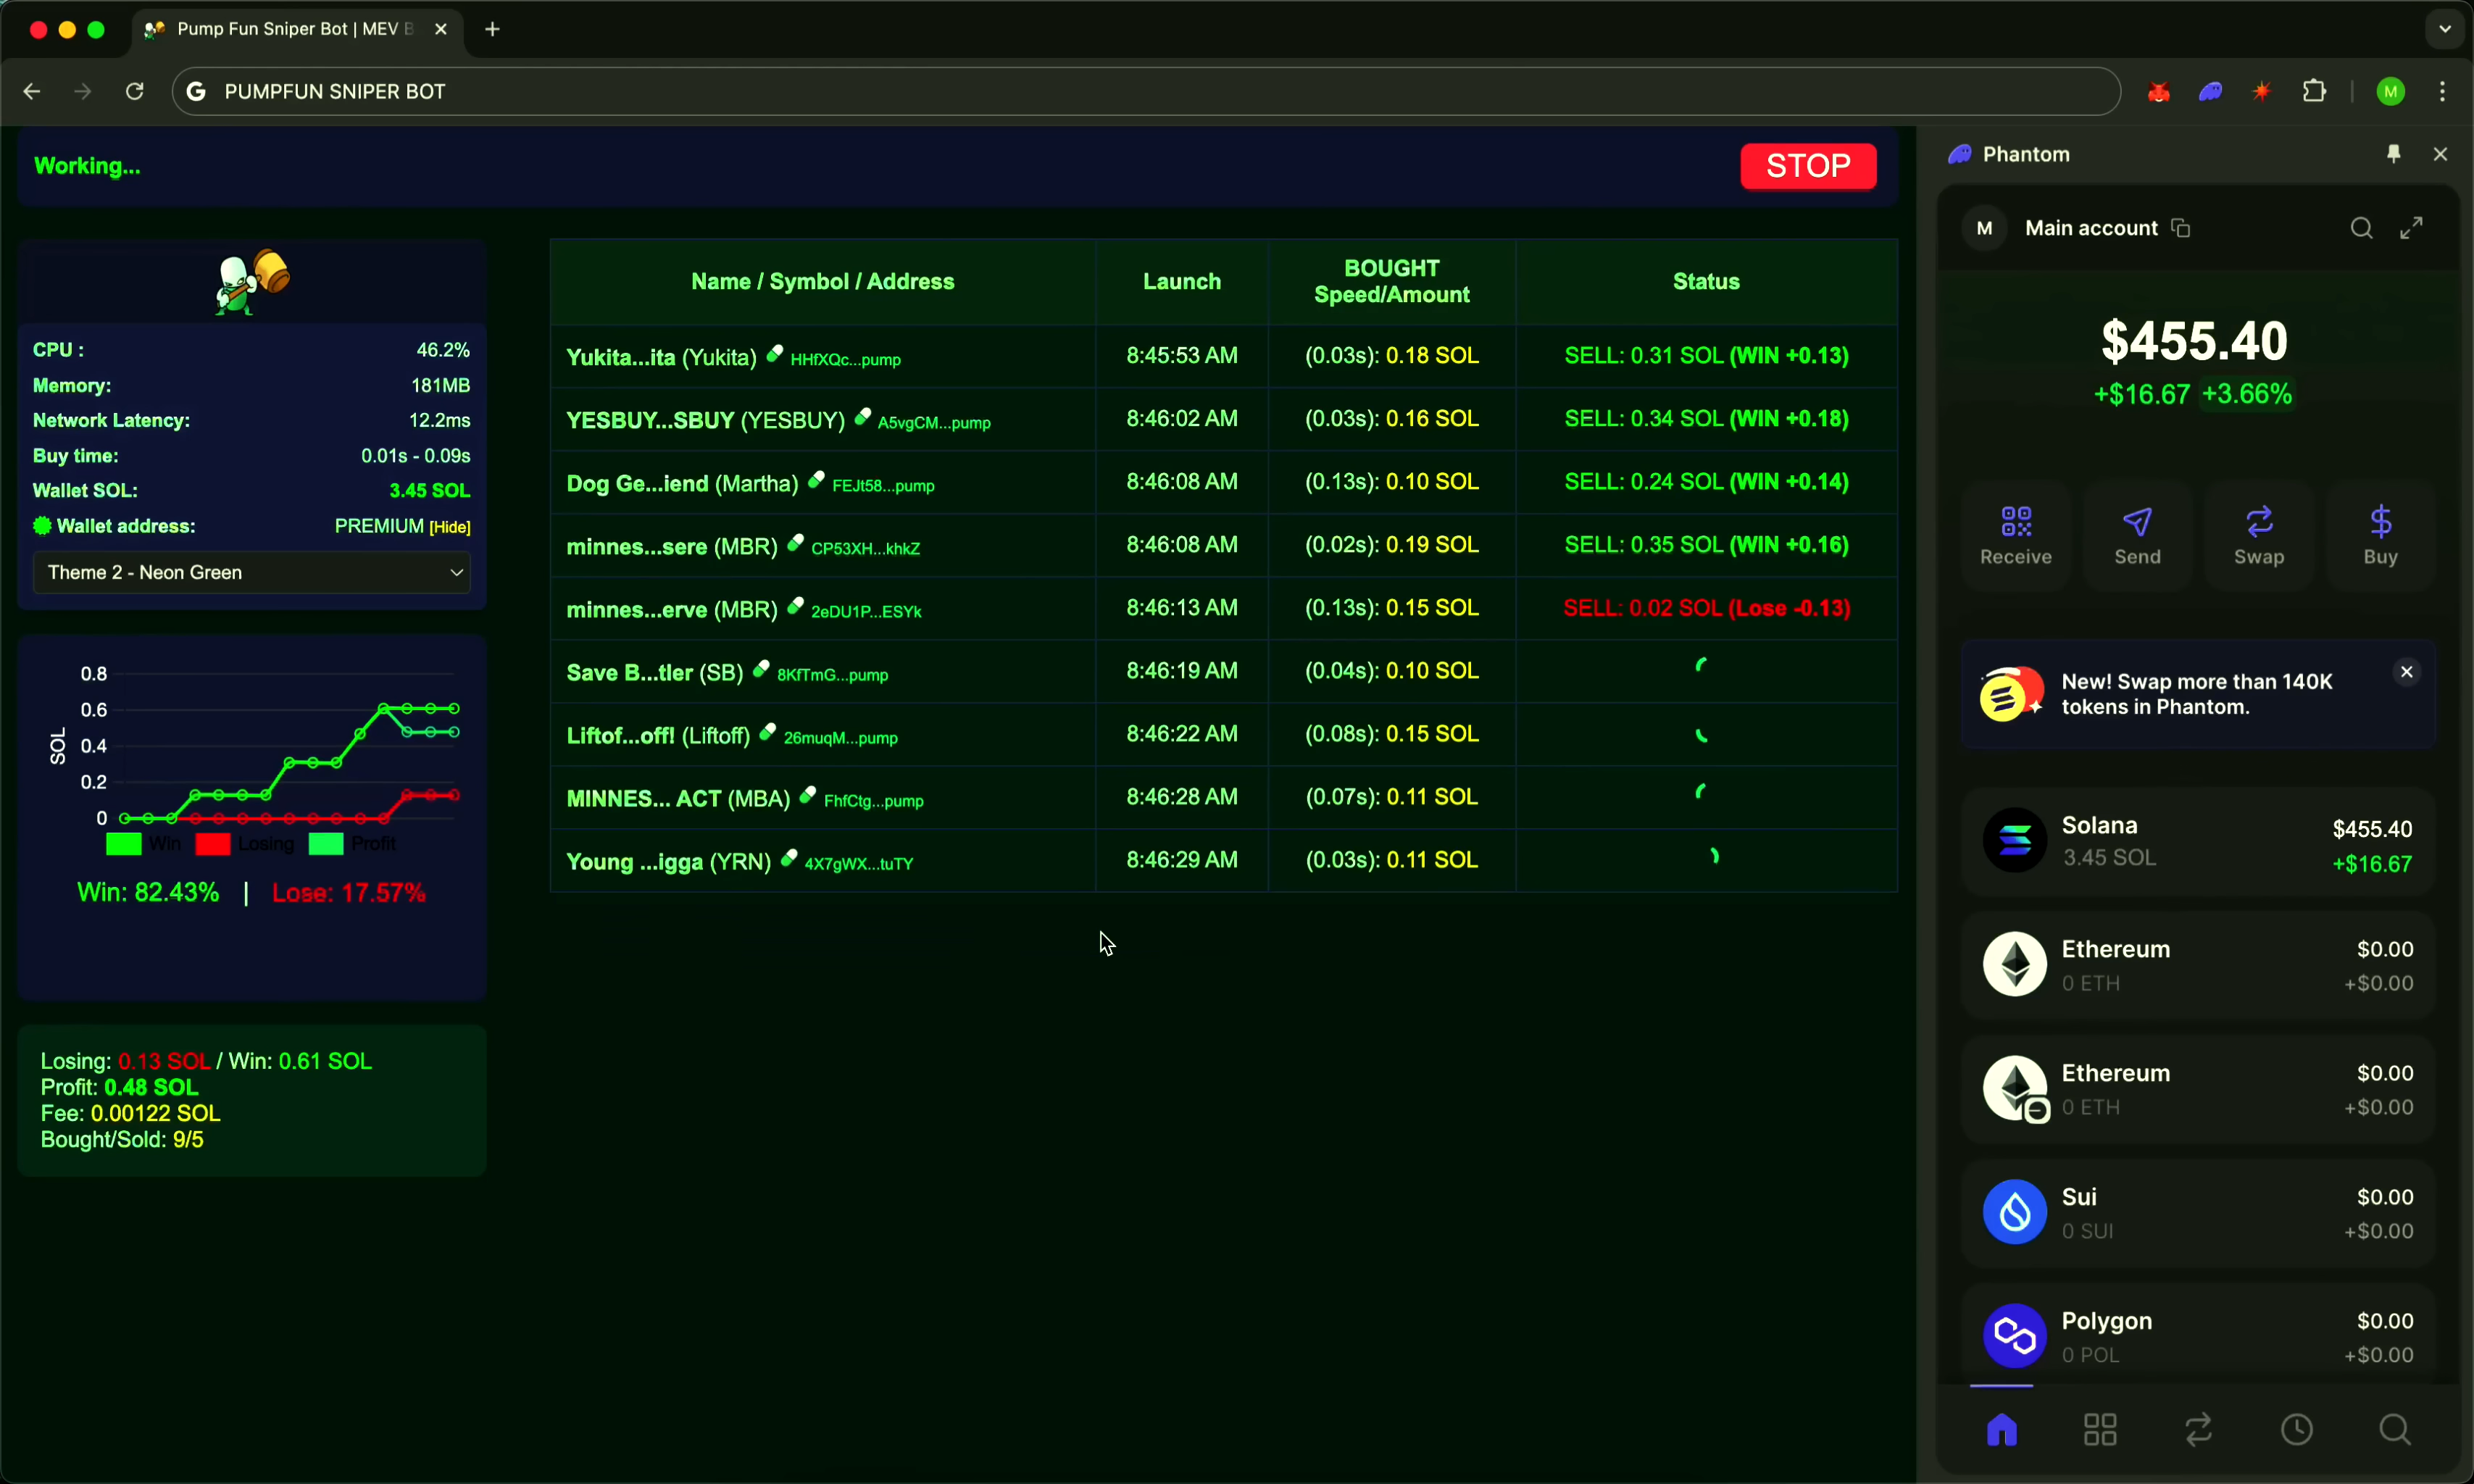 Pump Fun Sniper Bot | MEV B
PUMPFUN SNIPER BOT
M
Working...
STOP
CPU : 46.2%
Memory: 181MB
Network Latency: 12.2ms
Buy time: 0.01s - 0.09s
Wallet SOL: 3.45 SOL
Wallet address: PREMIUM [Hide]
Theme 2 - Neon Green
SOL
0.8
0.6
0.4
0.2
0
Win Losing Profit
Win: 82.43% | Lose: 17.57%
Losing: 0.13 SOL / Win: 0.61 SOL
Profit: 0.48 SOL
Fee: 0.00122 SOL
Bought/Sold: 9/5
Name / Symbol / Address Launch BOUGHT Speed/Amount Status
Yukita...ita (Yukita) HHfXQc...pump 8:45:53 AM (0.03s): 0.18 SOL SELL: 0.31 SOL (WIN +0.13)
YESBUY...SBUY (YESBUY) A5vgCM...pump 8:46:02 AM (0.03s): 0.16 SOL SELL: 0.34 SOL (WIN +0.18)
Dog Ge...iend (Martha) FEJt58...pump 8:46:08 AM (0.13s): 0.10 SOL SELL: 0.24 SOL (WIN +0.14)
minnes...sere (MBR) CP53XH...khkZ 8:46:08 AM (0.02s): 0.19 SOL SELL: 0.35 SOL (WIN +0.16)
minnes...erve (MBR) 2eDU1P...ESYk 8:46:13 AM (0.13s): 0.15 SOL SELL: 0.02 SOL (Lose -0.13)
Save B...tler (SB) 8KfTmG...pump 8:46:19 AM (0.04s): 0.10 SOL
Liftof...off! (Liftoff) 26muqM...pump 8:46:22 AM (0.08s): 0.15 SOL
MINNES... ACT (MBA) FhfCtg...pump 8:46:28 AM (0.07s): 0.11 SOL
Young ...igga (YRN) 4X7gWX...tuTY 8:46:29 AM (0.03s): 0.11 SOL
Phantom
M Main account
$455.40
+$16.67 +3.66%
Receive Send Swap Buy
New! Swap more than 140K
tokens in Phantom.
Solana $455.40
3.45 SOL +$16.67
Ethereum $0.00
0 ETH +$0.00
Ethereum $0.00
0 ETH +$0.00
Sui $0.00
0 SUI +$0.00
Polygon $0.00
0 POL +$0.00